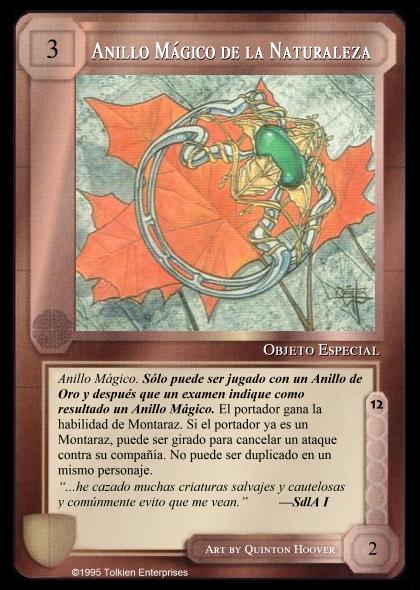 3
Anillo Mágico de la Naturaleza
Objeto Especial
Anillo Mágico. Sólo puede ser jugado con un Anillo de
Oro y después que un examen indique como
resultado un Anillo Mágico. El portador gana la
habilidad de Montaraz. Si el portador ya es un
Montaraz, puede ser girado para cancelar un ataque
contra su compañía. No puede ser duplicado en un
mismo personaje.
“...he cazado muchas criaturas salvajes y cautelosas
y comúnmente evito que me vean.” —SdlA I
12
Art by Quinton Hoover
2
©1995 Tolkien Enterprises